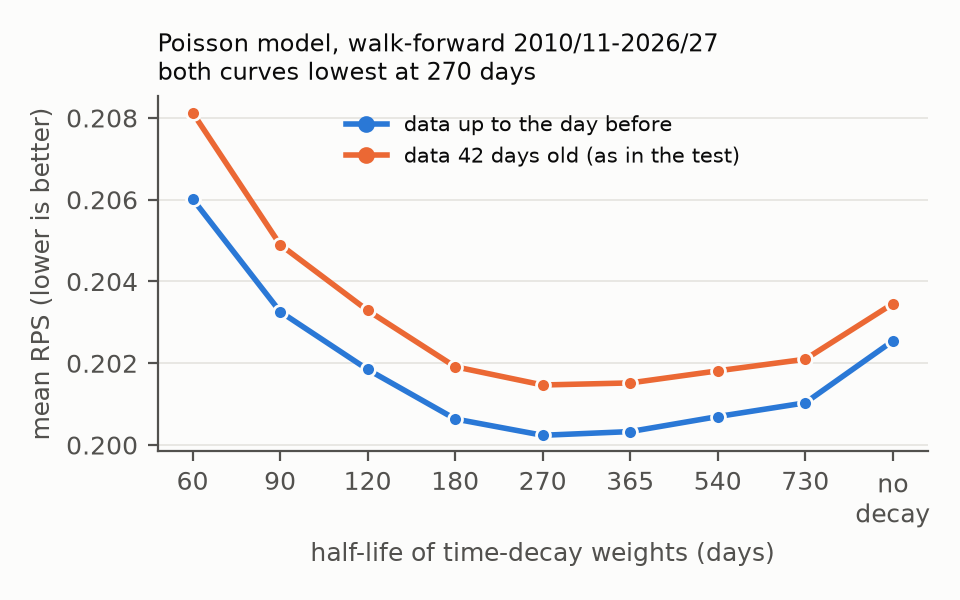 Poisson model, walk-forward 2010/11-2026/27
both curves lowest at 270 days
data up to the day before
data 42 days old (as in the test)
mean RPS (lower is better)
0.208
0.206
0.204
0.202
0.200
60 90 120 180 270 365 540 730 no
decay
half-life of time-decay weights (days)